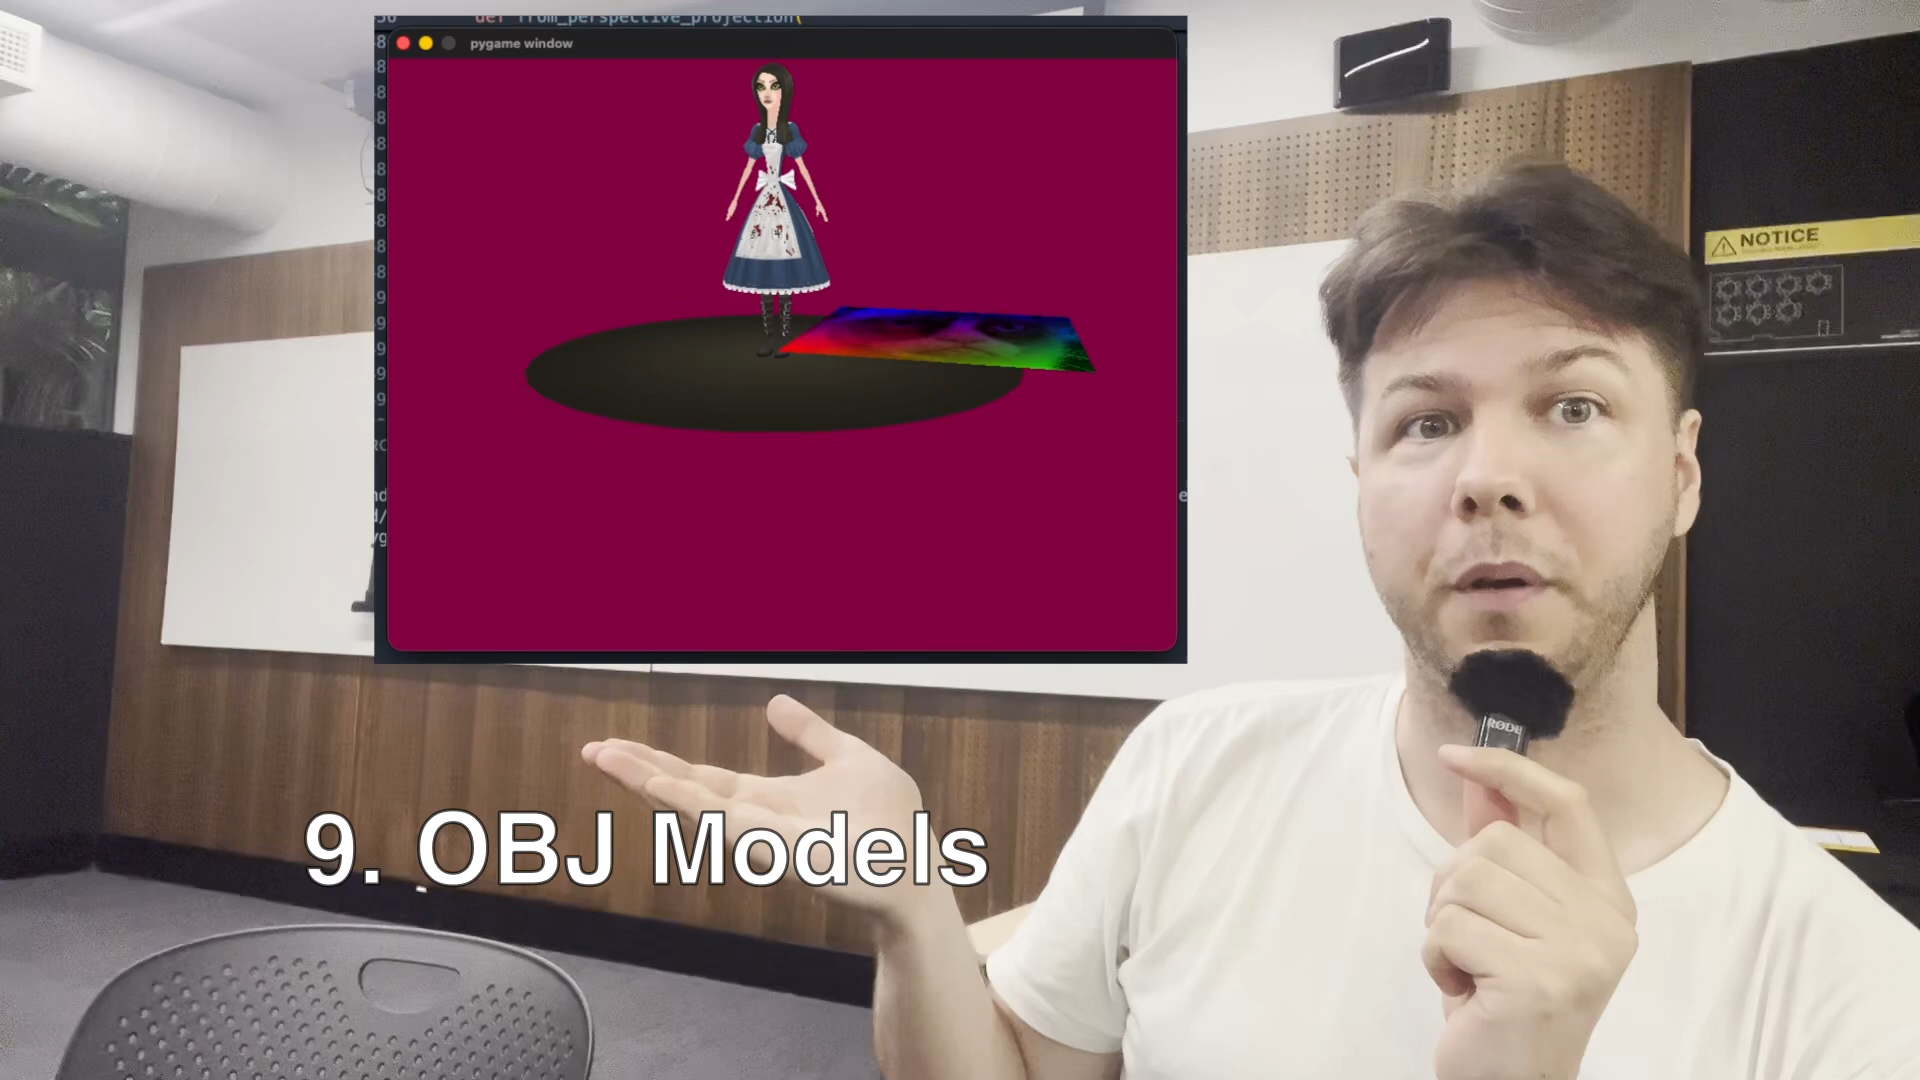 def from_perspective_projection(
pygame window
NOTICE
RØDE
9. OBJ Models